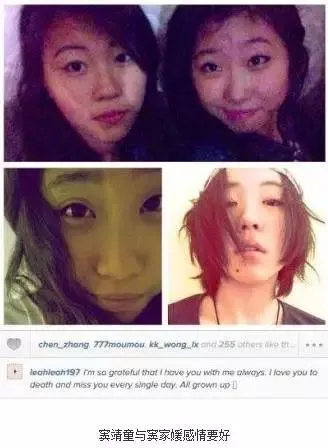 chen_zhang, 777moumou, kk_wong_lx and 255 others like th...
leahleah197 I'm so grateful that I have you with me always. I love you to
death and miss you every single day. All grown up
窦靖童与窦家媛感情要好